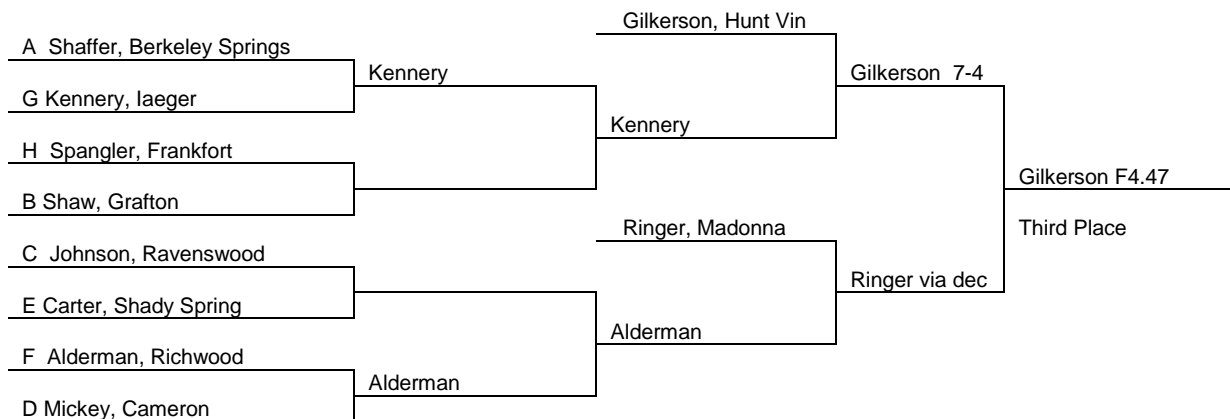 Gilkerson, Hunt Vin
A  Shaffer, Berkeley Springs
Kennery
Gilkerson  7-4
G Kennery, Iaeger
Kennery
H  Spangler, Frankfort
Gilkerson F4.47
B Shaw, Grafton
Ringer, Madonna
Third Place
C  Johnson, Ravenswood
Ringer via dec
E Carter, Shady Spring
Alderman
F  Alderman, Richwood
Alderman
D Mickey, Cameron